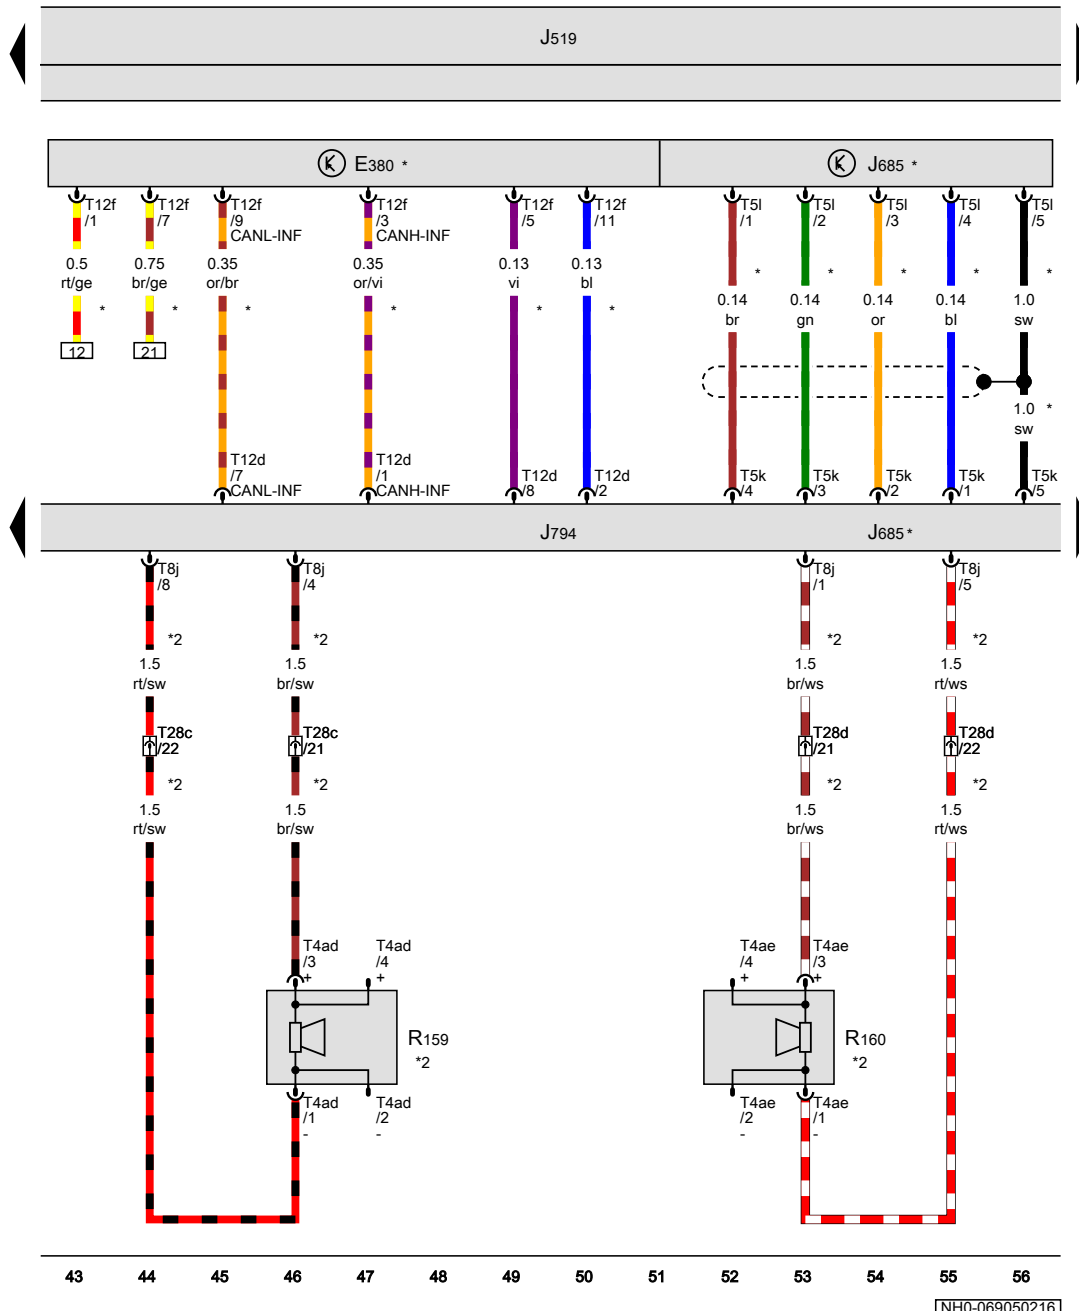 J519
E380 *
J685 *
T12f
/1
T12f
/7
T12f
/9
CANL-INF
T12f
/3
CANH-INF
T12f
/5
T12f
/11
T5l
/1
T5l
/2
T5l
/3
T5l
/4
T5l
/5
0.5
rt/ge
*
0.75
br/ge
*
0.35
or/br
*
0.35
or/vi
*
0.13
vi
*
0.13
bl
*
*
0.14
br
*
0.14
gn
*
0.14
or
*
0.14
bl
*
1.0
sw
12
21
1.0 *
sw
T12d
/7
CANL-INF
T12d
/1
CANH-INF
T12d
/8
T12d
/2
T5k
/4
T5k
/3
T5k
/2
T5k
/1
T5k
/5
J794
J685 *
T8j
/8
T8j
/4
T8j
/1
T8j
/5
*2
*2
*2
*2
1.5
rt/sw
1.5
br/sw
1.5
br/ws
1.5
rt/ws
T28c
/22
T28c
/21
T28d
/21
T28d
/22
*2
*2
*2
*2
1.5
rt/sw
1.5
br/sw
1.5
br/ws
1.5
rt/ws
T4ad
/3
+
T4ad
/4
+
T4ae
/4
+
T4ae
/3
+
R159
*2
R160
*2
T4ad
/1
-
T4ad
/2
-
T4ae
/2
-
T4ae
/1
-
43 44 45 46 47 48 49 50 51 52 53 54 55 56
NH0-069050216